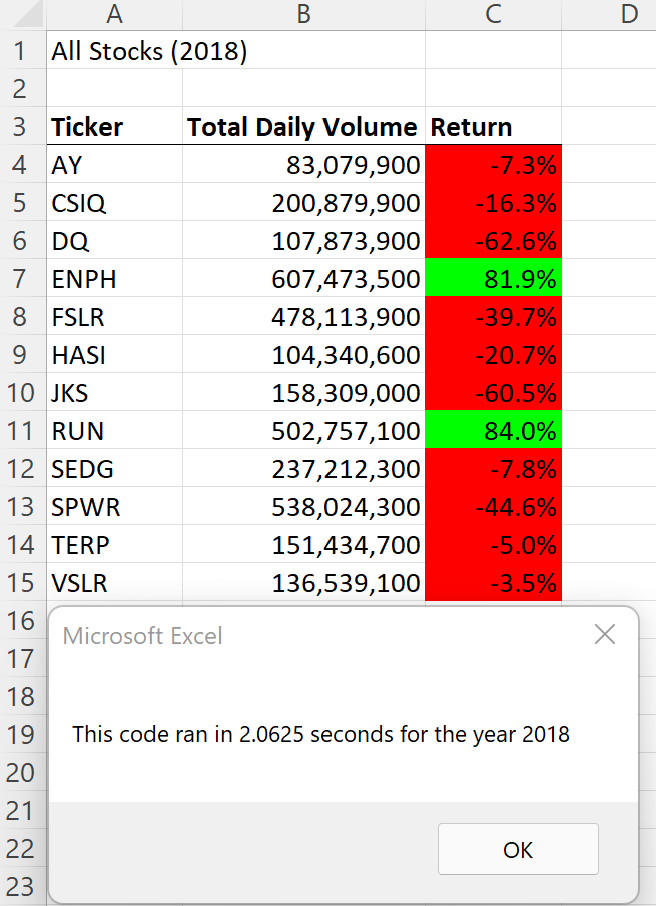 A B C D
1 All Stocks (2018)
2
3 Ticker Total Daily Volume Return
4 AY 83,079,900 -7.3%
5 CSIQ 200,879,900 -16.3%
6 DQ 107,873,900 -62.6%
7 ENPH 607,473,500 81.9%
8 FSLR 478,113,900 -39.7%
9 HASI 104,340,600 -20.7%
10 JKS 158,309,000 -60.5%
11 RUN 502,757,100 84.0%
12 SEDG 237,212,300 -7.8%
13 SPWR 538,024,300 -44.6%
14 TERP 151,434,700 -5.0%
15 VSLR 136,539,100 -3.5%
16
17 Microsoft Excel
18
19 This code ran in 2.0625 seconds for the year 2018
20
21
22 OK
23